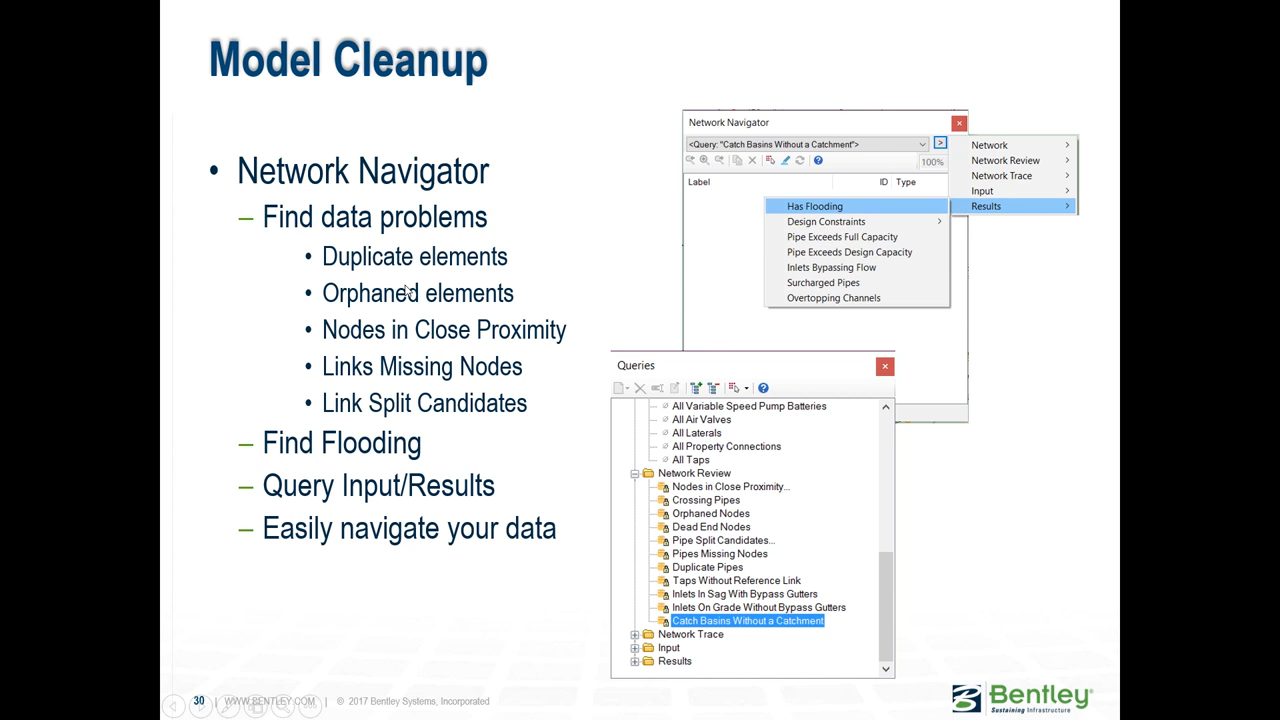 Model Cleanup
• Network Navigator
– Find data problems
• Duplicate elements
• Orphaned elements
• Nodes in Close Proximity
• Links Missing Nodes
• Link Split Candidates
– Find Flooding
– Query Input/Results
– Easily navigate your data
Network Navigator
<Query: "Catch Basins Without a Catchment">
>
100%
Label ID Type
Network
Network Review
Network Trace
Input
Results
Has Flooding
Design Constraints
Pipe Exceeds Full Capacity
Pipe Exceeds Design Capacity
Inlets Bypassing Flow
Surcharged Pipes
Overtopping Channels
Queries
All Variable Speed Pump Batteries
All Air Valves
All Laterals
All Property Connections
All Taps
Network Review
Nodes in Close Proximity...
Crossing Pipes
Orphaned Nodes
Dead End Nodes
Pipe Split Candidates...
Pipes Missing Nodes
Duplicate Pipes
Taps Without Reference Link
Inlets In Sag With Bypass Gutters
Inlets On Grade Without Bypass Gutters
Catch Basins Without a Catchment
Network Trace
Input
Results
30 | WWW.BENTLEY.COM | © 2017 Bentley Systems, Incorporated
Bentley®
Sustaining Infrastructure